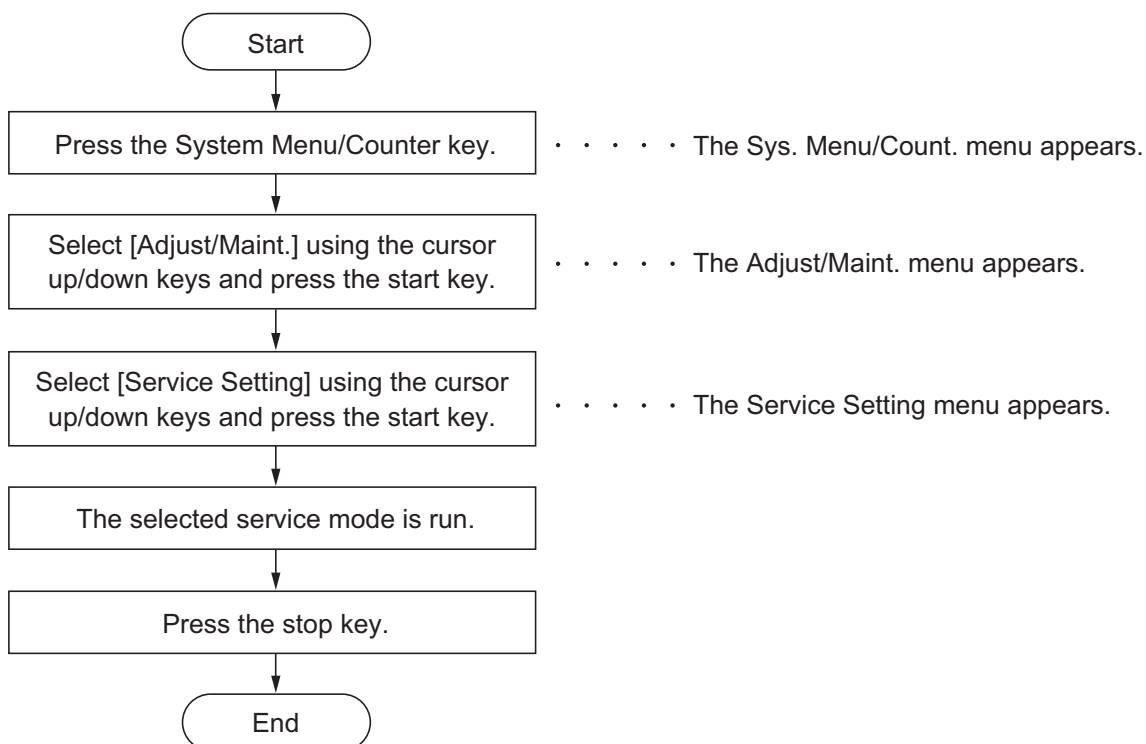 Start
Press the System Menu/Counter key.
· · · · · The Sys. Menu/Count. menu appears.
Select [Adjust/Maint.] using the cursor
up/down keys and press the start key.
· · · · · The Adjust/Maint. menu appears.
Select [Service Setting] using the cursor
up/down keys and press the start key.
· · · · · The Service Setting menu appears.
The selected service mode is run.
Press the stop key.
End